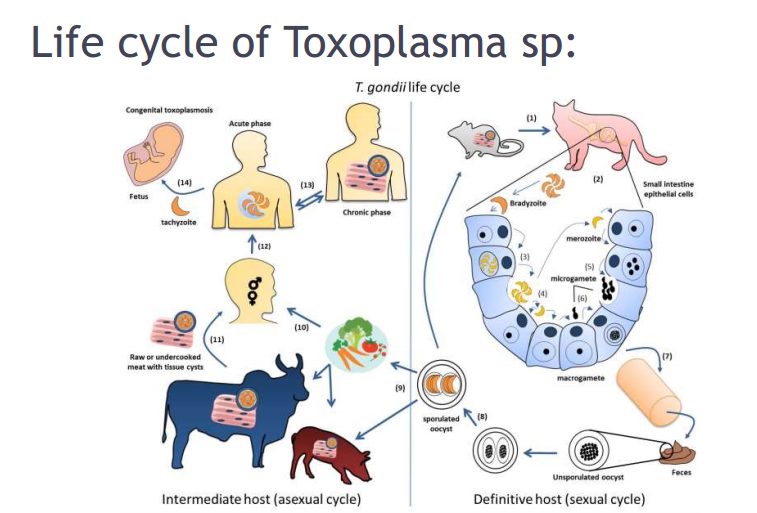 Life cycle of Toxoplasma sp:
T. gondii life cycle
Congenital toxoplasmosis
Acute phase
(14)
Fetus
tachyzoite
(13)
Chronic phase
(12)
(10)
(11)
Raw or undercooked
meat with tissue cysts
(9)
Intermediate host (asexual cycle)
(1)
(2)
Small intestine
epithelial cells
Bradyzoite
merozoite
(3)
(5)
microgamete
(4)
(6)
macrogamete
(7)
sporulated
oocyst
(8)
Unsporulated oocyst
Feces
Definitive host (sexual cycle)